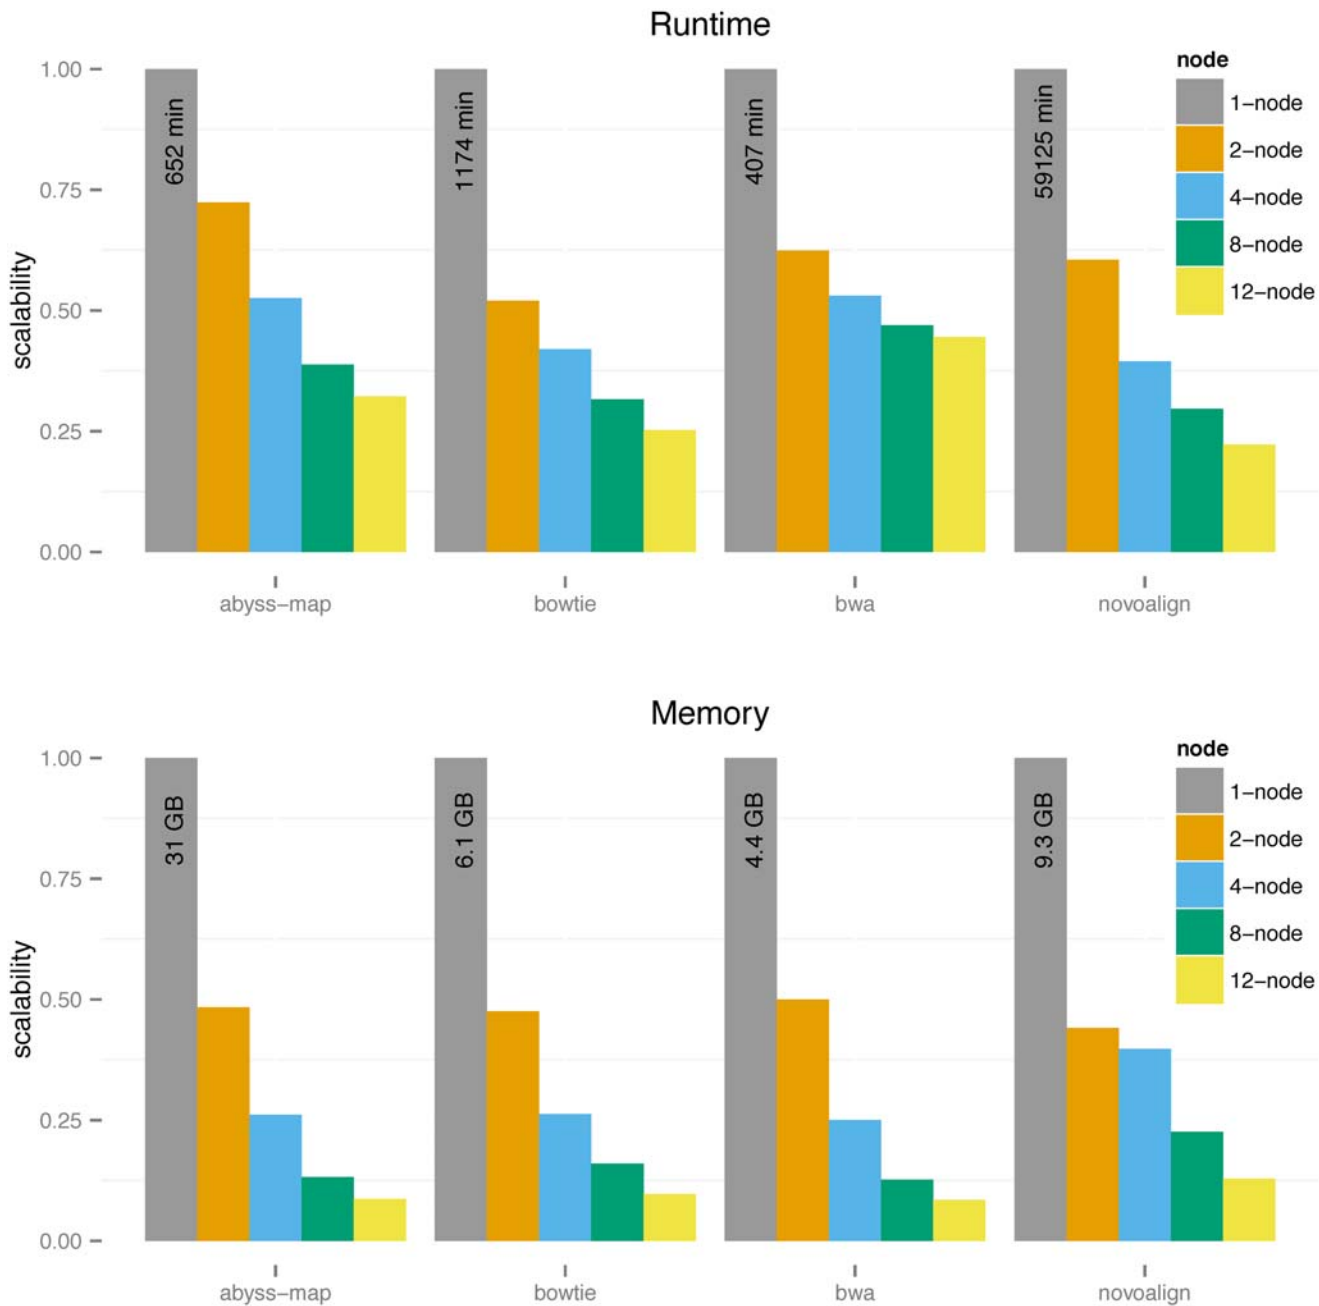 Runtime
scalability
1.00
0.75
0.50
0.25
0.00
652 min
1174 min
407 min
59125 min
abyss−map
bowtie
bwa
novoalign
node
1−node
2−node
4−node
8−node
12−node
Memory
scalability
1.00
0.75
0.50
0.25
0.00
31 GB
6.1 GB
4.4 GB
9.3 GB
abyss−map
bowtie
bwa
novoalign
node
1−node
2−node
4−node
8−node
12−node